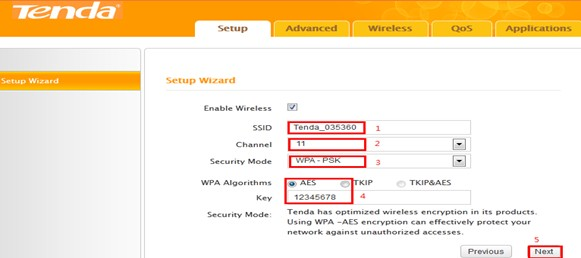 Tenda
Setup Advanced Wireless QoS Applications
Setup Wizard
Setup Wizard
Enable Wireless
SSID Tenda_035360 1
Channel 11 2
Security Mode WPA - PSK 3
WPA Algorithms AES TKIP TKIP&AES
Key 12345678 4
Security Mode: Tenda has optimized wireless encryption in its products.
Using WPA -AES encryption can effectively protect your
network against unauthorized accesses.
5
Previous Next